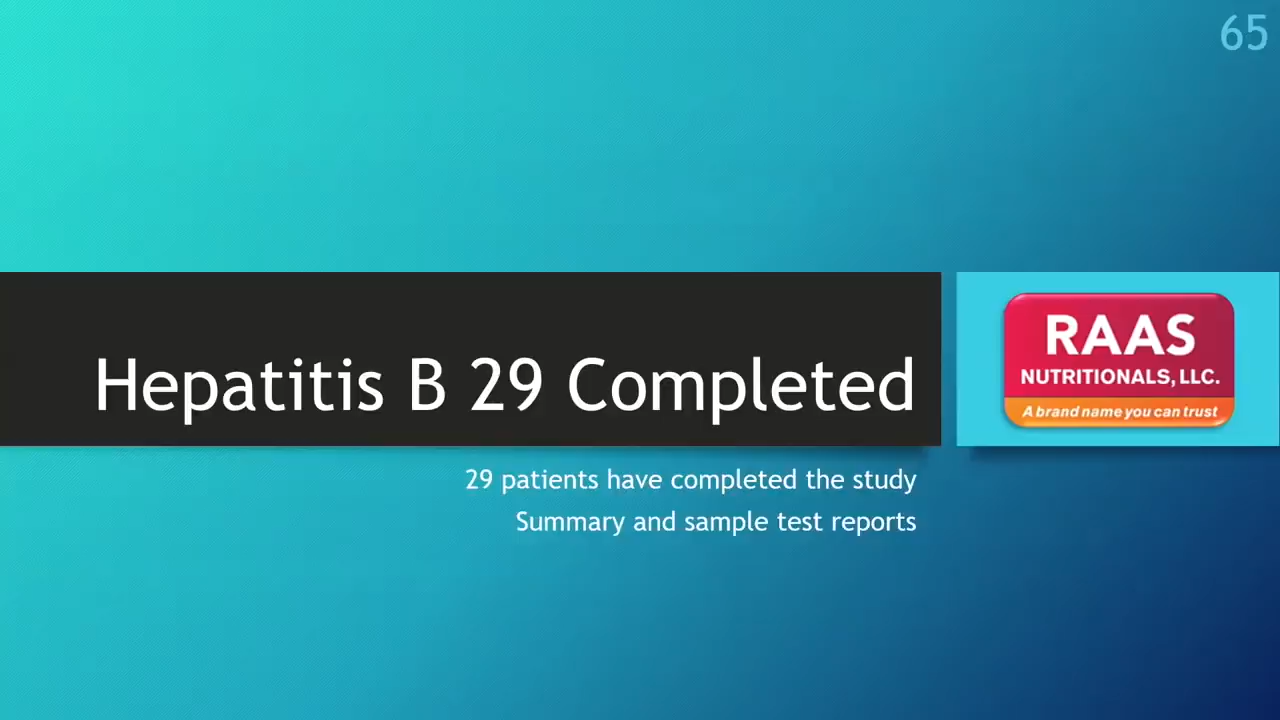 65
Hepatitis B 29 Completed
RAAS
NUTRITIONALS, LLC.
A brand name you can trust
29 patients have completed the study
Summary and sample test reports